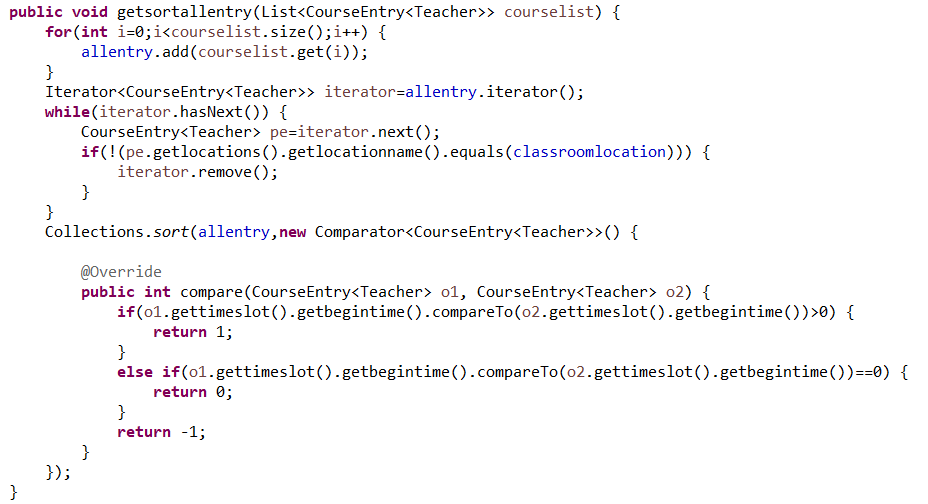 public void getsortallentry(List<CourseEntry<Teacher>> courselist) {
    for(int i=0;i<courselist.size();i++) {
        allentry.add(courselist.get(i));
    }
    Iterator<CourseEntry<Teacher>> iterator=allentry.iterator();
    while(iterator.hasNext()) {
        CourseEntry<Teacher> pe=iterator.next();
        if(!(pe.getlocations().getlocationname().equals(classroomlocation))) {
            iterator.remove();
        }
    }
    Collections.sort(allentry,new Comparator<CourseEntry<Teacher>>() {

        @Override
        public int compare(CourseEntry<Teacher> o1, CourseEntry<Teacher> o2) {
            if(o1.gettimeslot().getbegintime().compareTo(o2.gettimeslot().getbegintime())>0) {
                return 1;
            }
            else if(o1.gettimeslot().getbegintime().compareTo(o2.gettimeslot().getbegintime())==0) {
                return 0;
            }
            return -1;
        }
    });
}